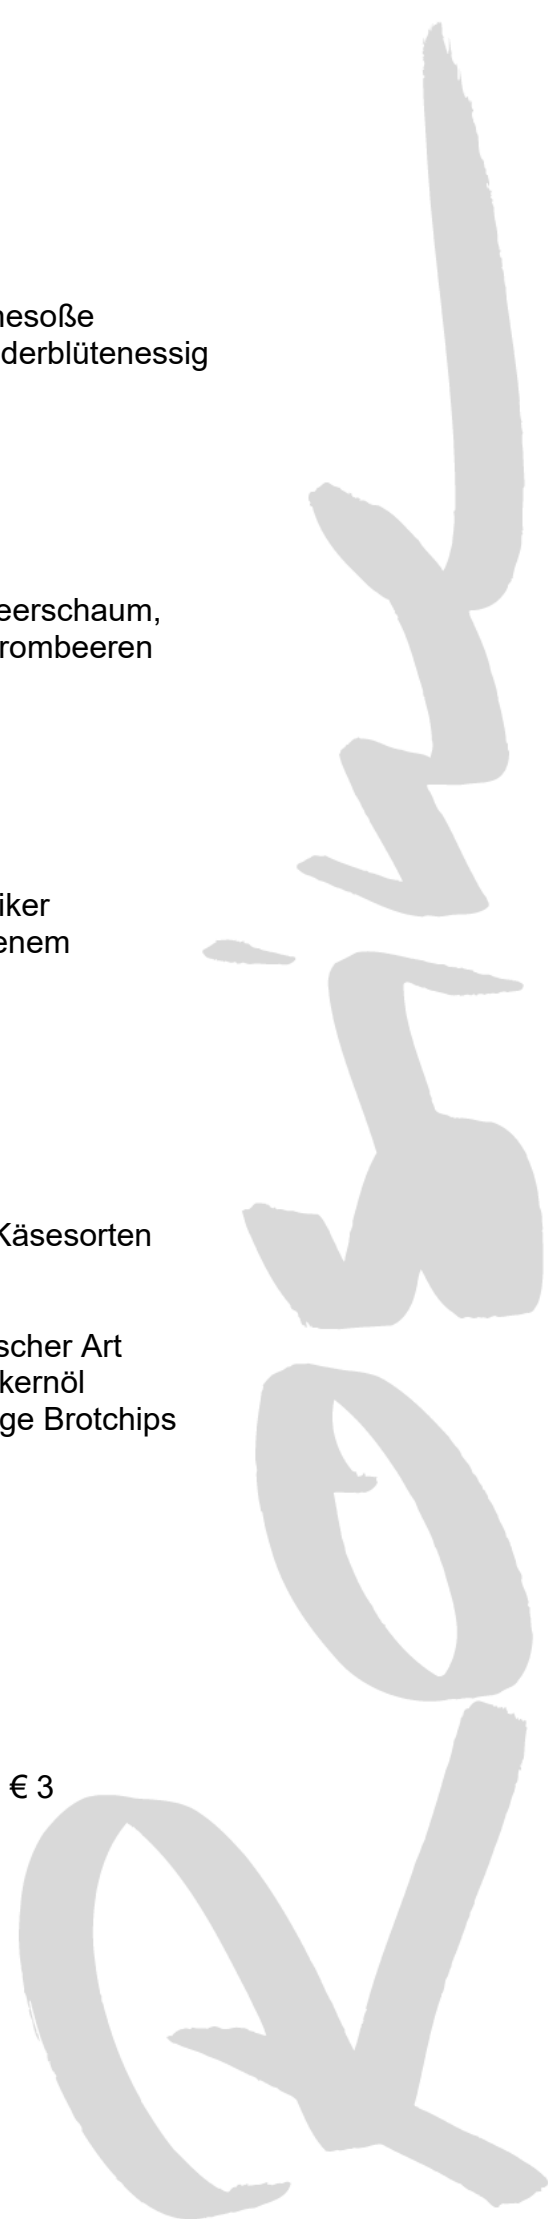 nesoße
derblütenessig
eerschaum,
rombeeren
iker
enem
Käsesorten
scher Art
kernöl
ge Brotchips
€ 3